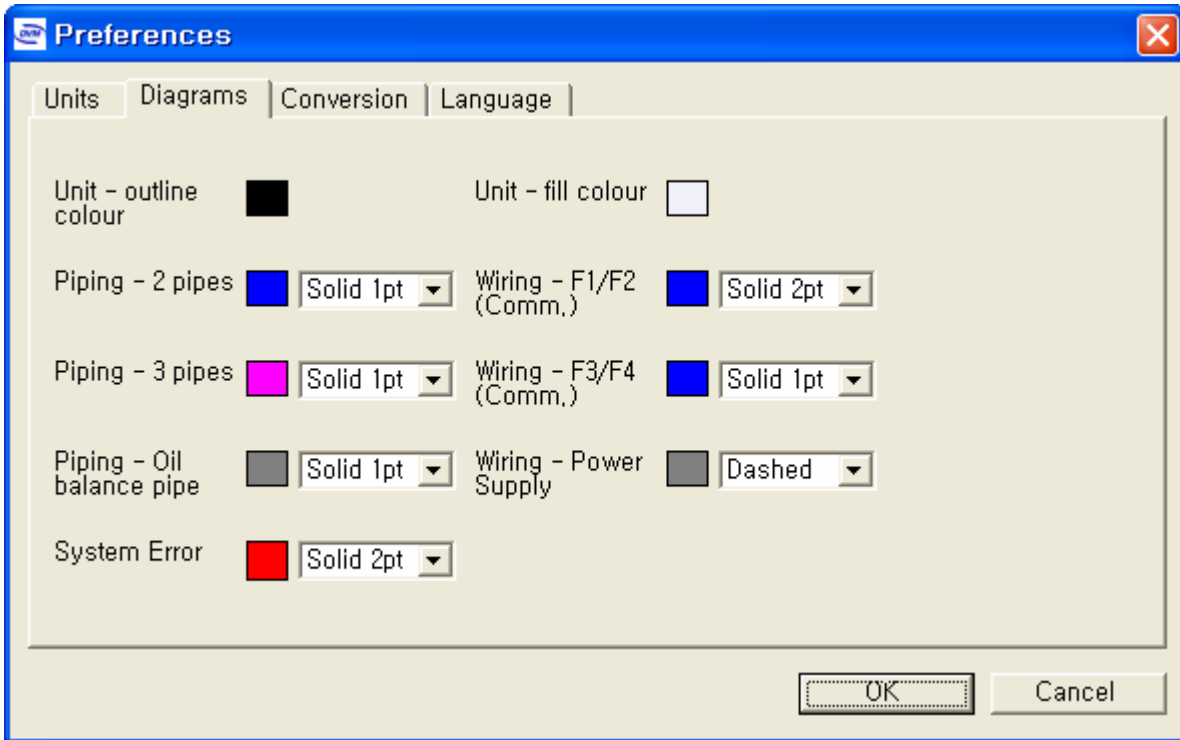 DVM Preferences
Units Diagrams Conversion Language
Unit - outline
colour
Unit - fill colour
Piping - 2 pipes Solid 1pt
Wiring - F1/F2
(Comm.)
Solid 2pt
Piping - 3 pipes Solid 1pt
Wiring - F3/F4
(Comm.)
Solid 1pt
Piping - Oil
balance pipe
Solid 1pt
Wiring - Power
Supply
Dashed
System Error Solid 2pt
OK Cancel